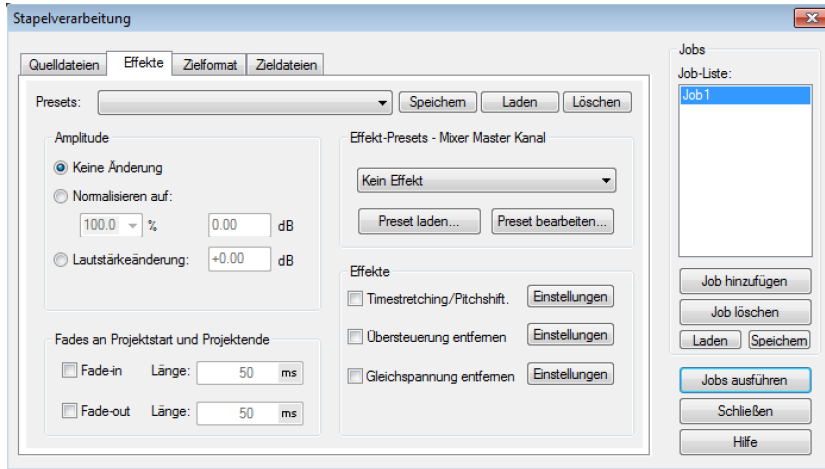 Stapelverarbeitung
Quelldateien Effekte Zielformat Zieldateien
Presets: Speichern Laden Löschen
Amplitude
Keine Änderung
Normalisieren auf:
100.0 % 0.00 dB
Lautstärkeänderung: +0.00 dB
Fades an Projektstart und Projektende
Fade-in Länge: 50 ms
Fade-out Länge: 50 ms
Effekt-Presets - Mixer Master Kanal
Kein Effekt
Preset laden... Preset bearbeiten...
Effekte
Timestretching/Pitchshift. Einstellungen
Übersteuerung entfernen Einstellungen
Gleichspannung entfernen Einstellungen
Jobs
Job-Liste:
Job1
Job hinzufügen
Job löschen
Laden Speichern
Jobs ausführen
Schließen
Hilfe